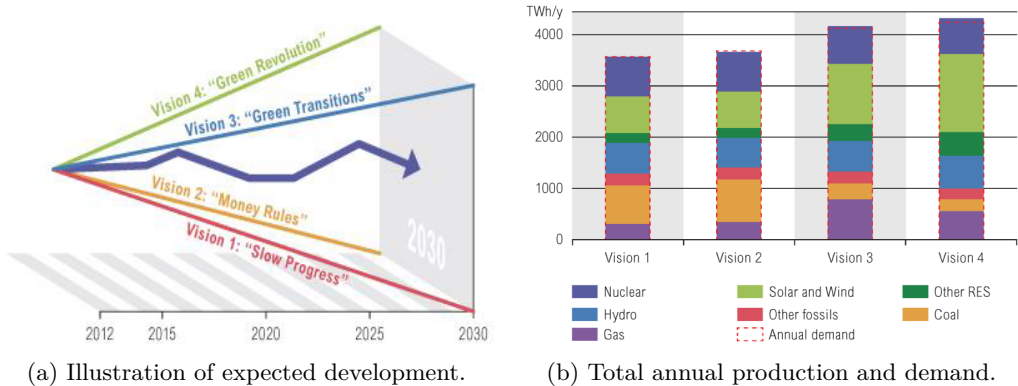 Vision 4: "Green Revolution"
Vision 3: "Green Transitions"
Vision 2: "Money Rules"
Vision 1: "Slow Progress"
2030
2012 2015 2020 2025 2030
(a) Illustration of expected development.
TWh/y
4000
3000
2000
1000
0
Vision 1 Vision 2 Vision 3 Vision 4
Nuclear Solar and Wind Other RES
Hydro Other fossils Coal
Gas Annual demand
(b) Total annual production and demand.